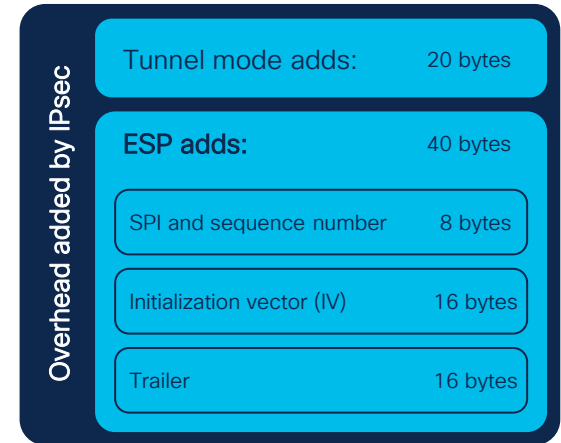 Overhead added by IPsec
Tunnel mode adds: 20 bytes
ESP adds: 40 bytes
SPI and sequence number 8 bytes
Initialization vector (IV) 16 bytes
Trailer 16 bytes